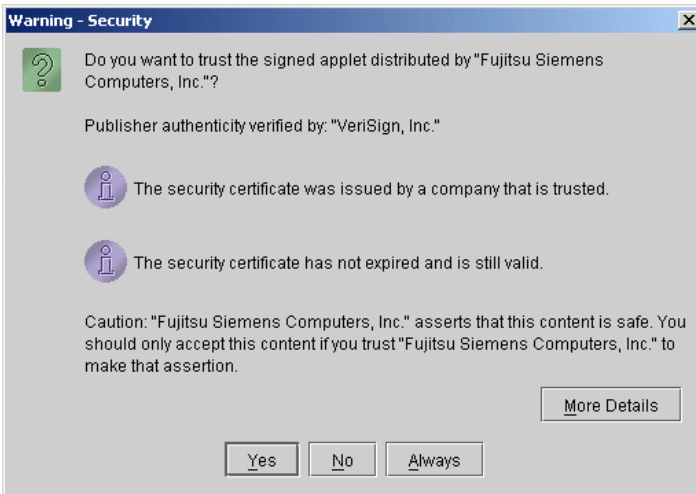 Warning - Security
Do you want to trust the signed applet distributed by "Fujitsu Siemens
Computers, Inc."?
Publisher authenticity verified by: "VeriSign, Inc."
The security certificate was issued by a company that is trusted.
The security certificate has not expired and is still valid.
Caution: "Fujitsu Siemens Computers, Inc." asserts that this content is safe. You
should only accept this content if you trust "Fujitsu Siemens Computers, Inc." to
make that assertion.
More Details
Yes No Always